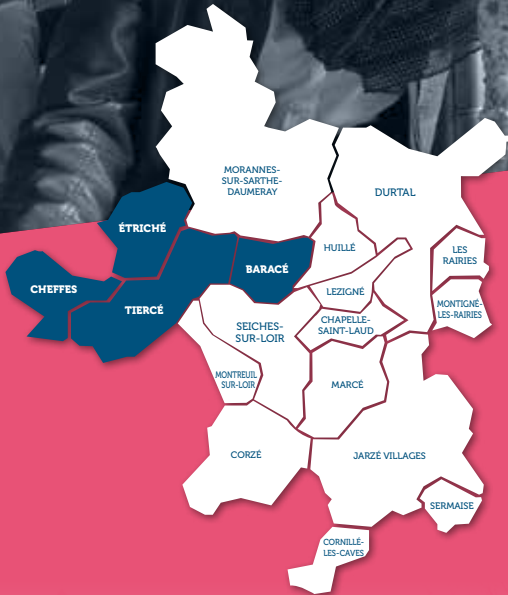 MORANNES-
SUR-SARTHE-
DAUMERAY
DURTAL
ÉTRICHÉ
HUILLÉ
LES
RAIRIES
BARACÉ
CHEFFES
LEZIGNÉ
MONTIGNÉ-
LES-RAIRIES
TIERCÉ
CHAPELLE-
SAINT-LAUD
SEICHES-
SUR-LOIR
MONTREUIL
SUR-LOIR
MARCÉ
CORZÉ
JARZÉ VILLAGES
SERMAISE
CORNILLÉ-
LES-CAVES